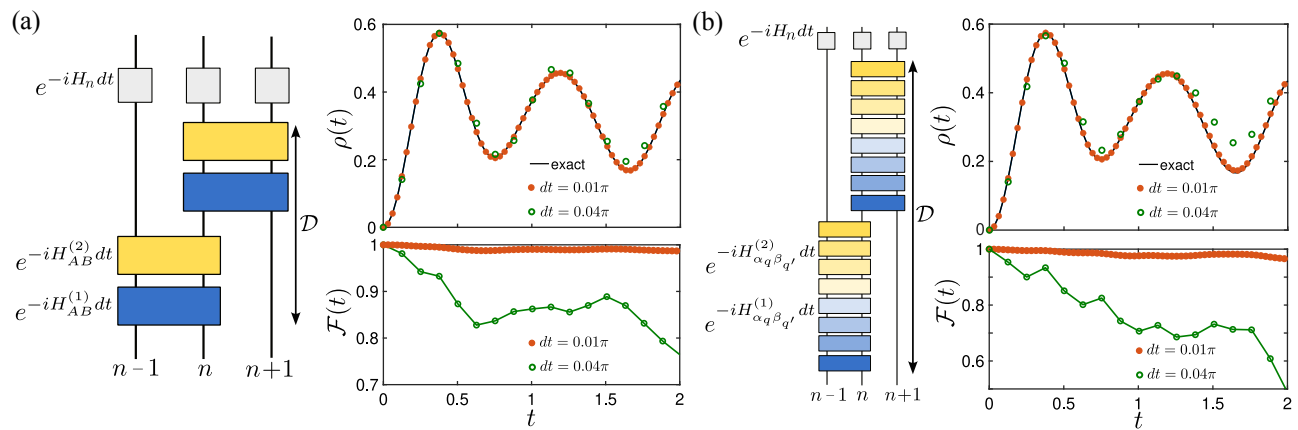 (a)
e^{-iH_n dt}
e^{-iH_{AB}^{(2)} dt}
e^{-iH_{AB}^{(1)} dt}
𝒟
n - 1 n n+1
ρ(t)
0.6
0.4
0.2
0
exact
dt = 0.01π
dt = 0.04π
ℱ(t)
1
0.9
0.8
0.7
dt = 0.01π
dt = 0.04π
0 0.5 1 1.5 2
t
(b)
e^{-iH_n dt}
e^{-iH_{α_q β_{q'}}^{(2)} dt}
e^{-iH_{α_q β_{q'}}^{(1)} dt}
𝒟
n - 1 n n+1
ρ(t)
0.6
0.4
0.2
0
exact
dt = 0.01π
dt = 0.04π
ℱ(t)
1
0.8
0.6
dt = 0.01π
dt = 0.04π
0 0.5 1 1.5 2
t